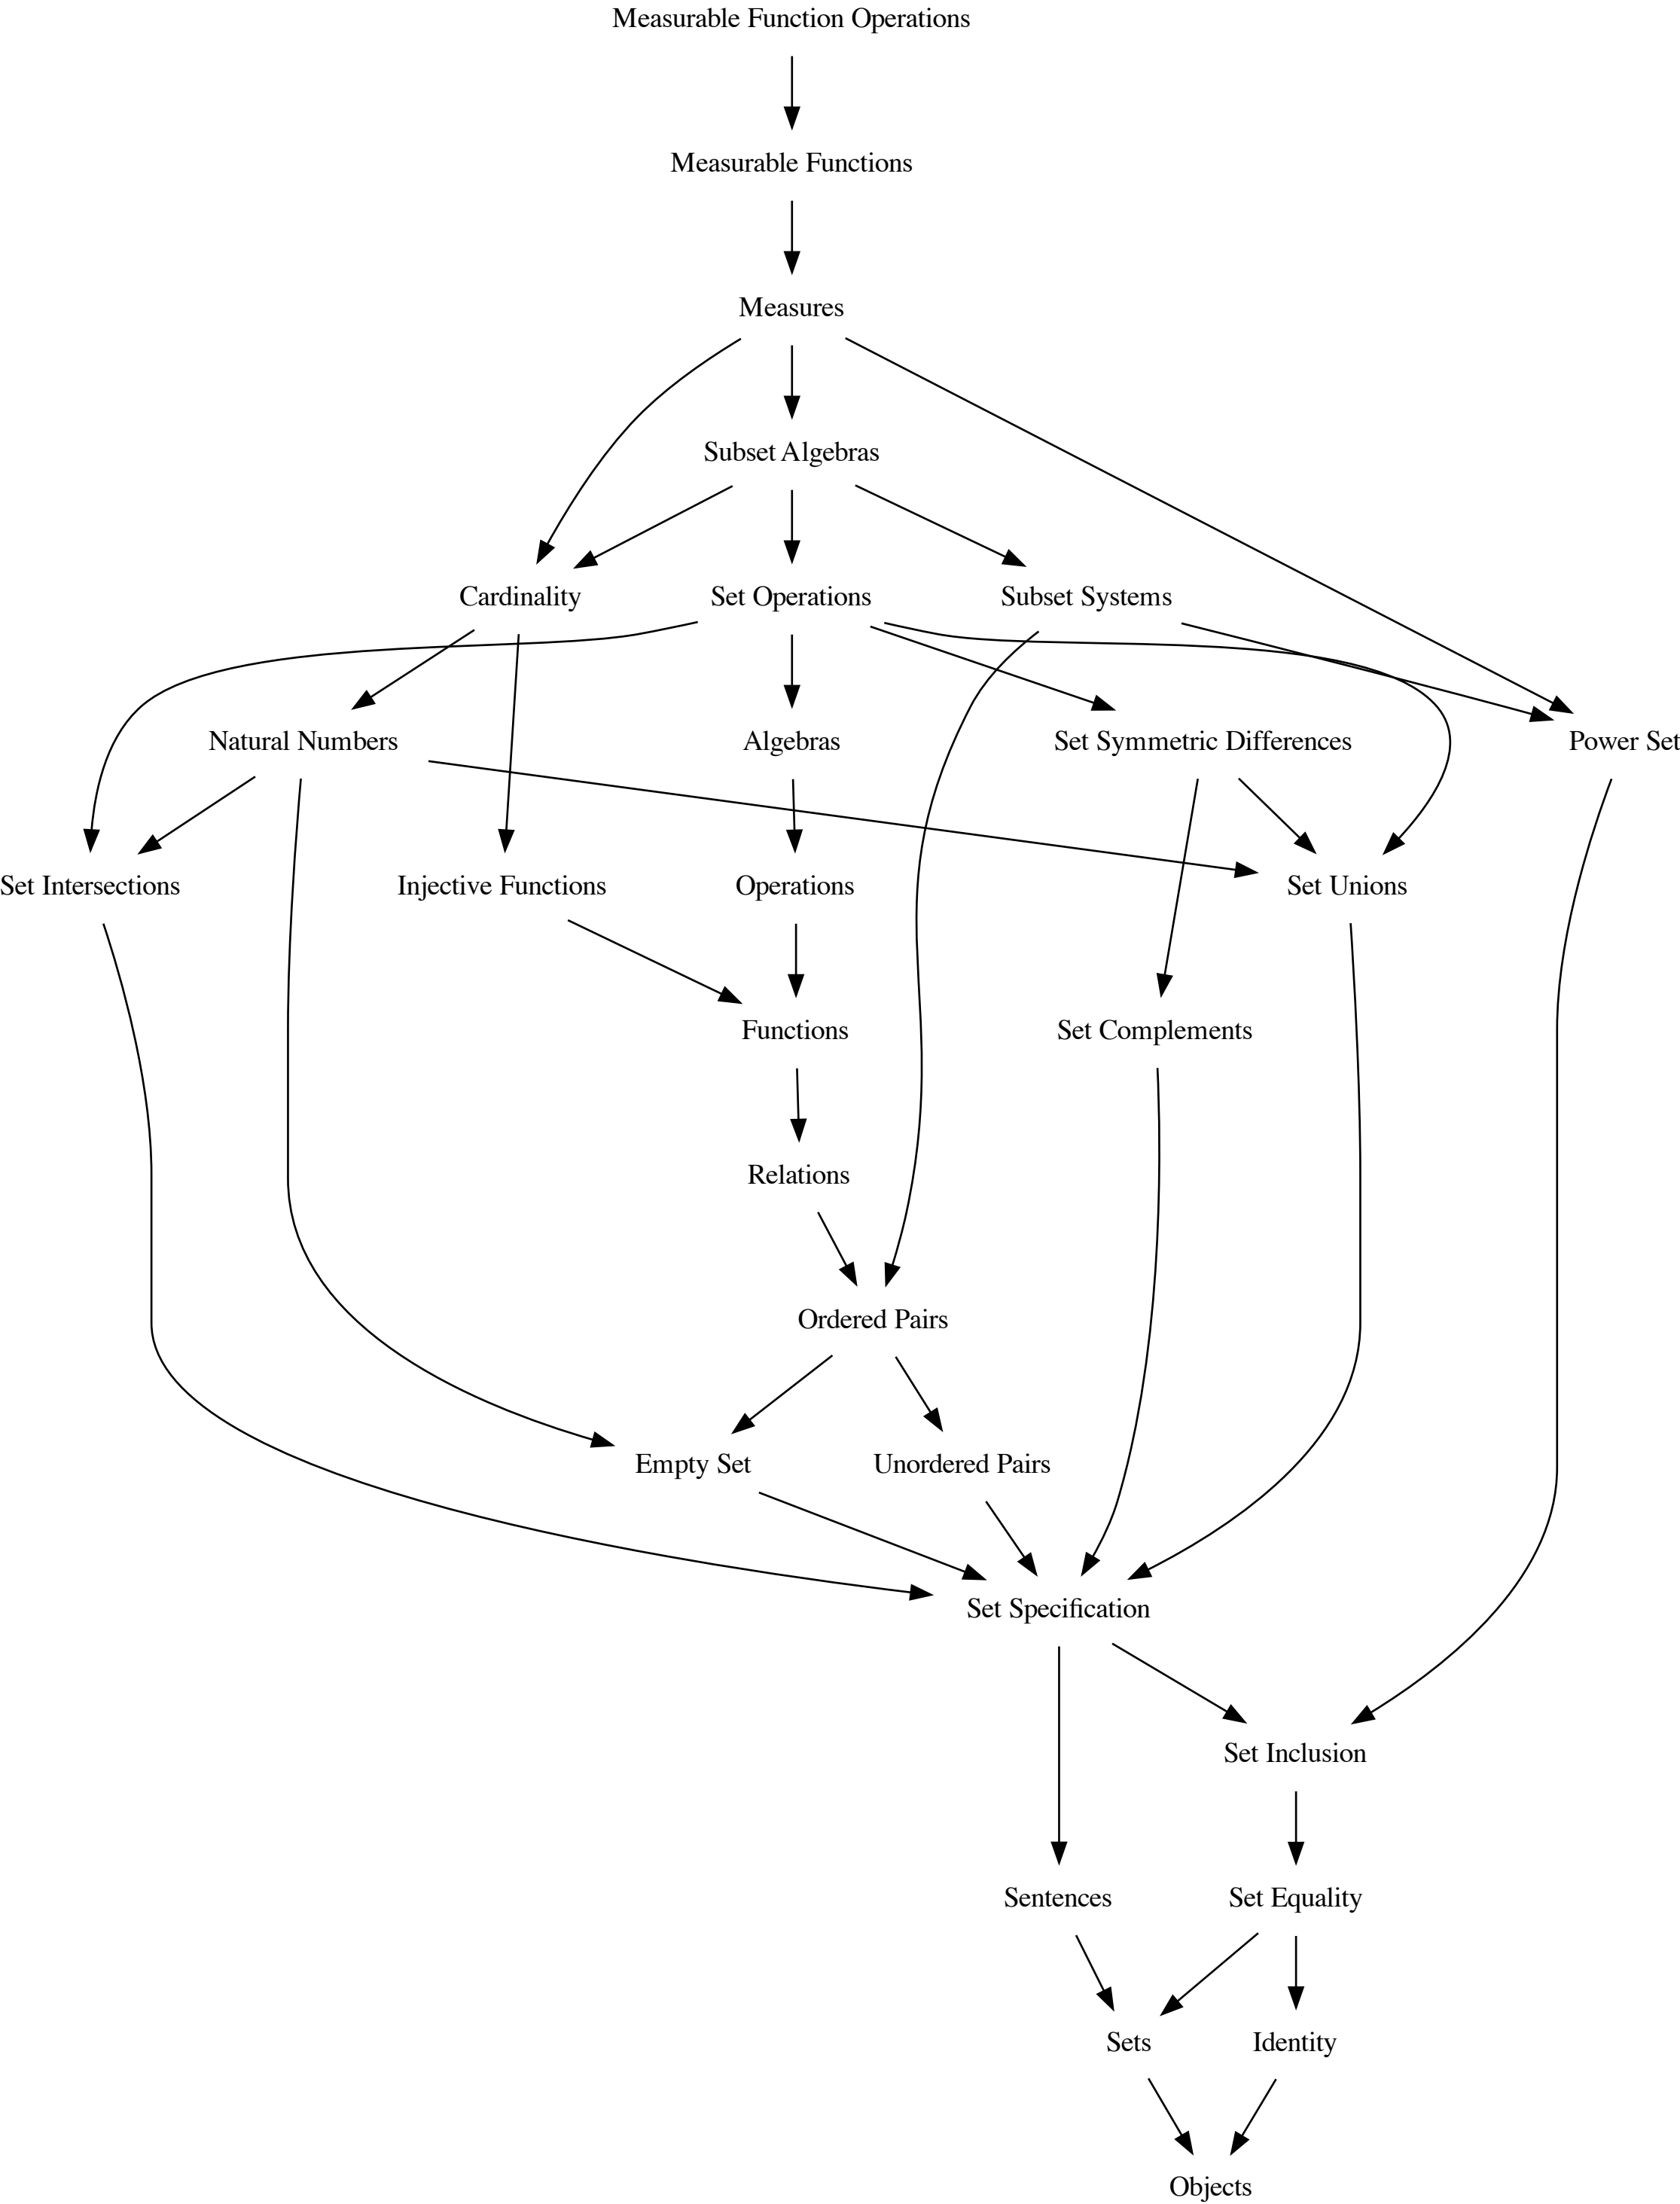 Measurable Function Operations
Measurable Functions
Measures
Subset Algebras
Cardinality
Set Operations
Subset Systems
Natural Numbers
Algebras
Set Symmetric Differences
Power Set
Set Intersections
Injective Functions
Operations
Set Unions
Functions
Set Complements
Relations
Ordered Pairs
Empty Set
Unordered Pairs
Set Specification
Set Inclusion
Sentences
Set Equality
Sets
Identity
Objects